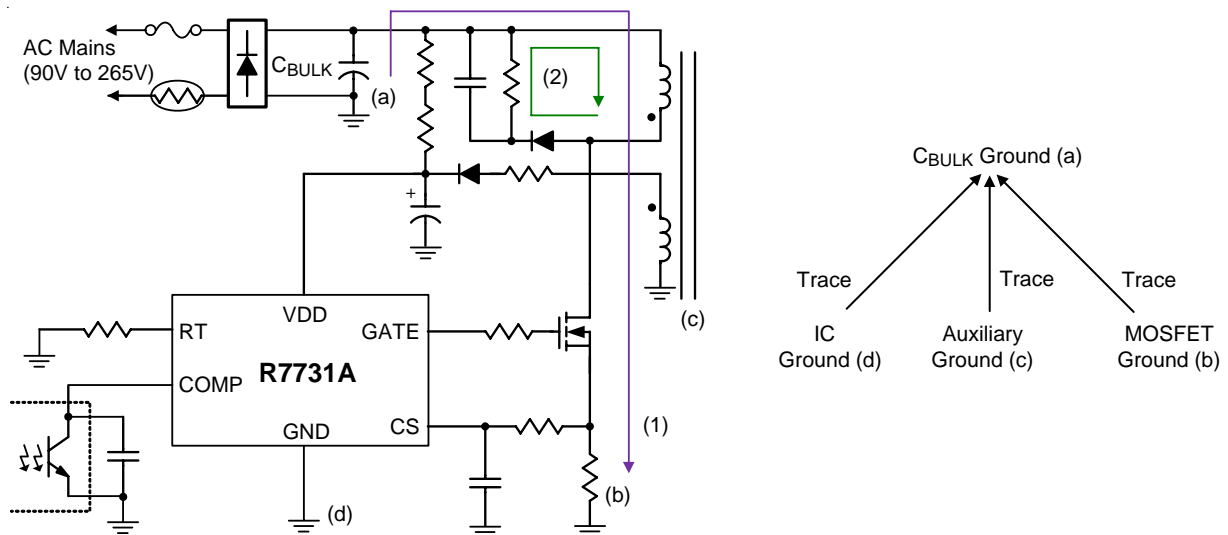 AC Mains
(90V to 265V)
CBULK
(a)
(2)
+
(c)
VDD
RT
GATE
R7731A
COMP
CS
GND
(1)
(b)
(d)
CBULK Ground (a)
Trace
Trace
Trace
IC
Ground (d)
Auxiliary
Ground (c)
MOSFET
Ground (b)